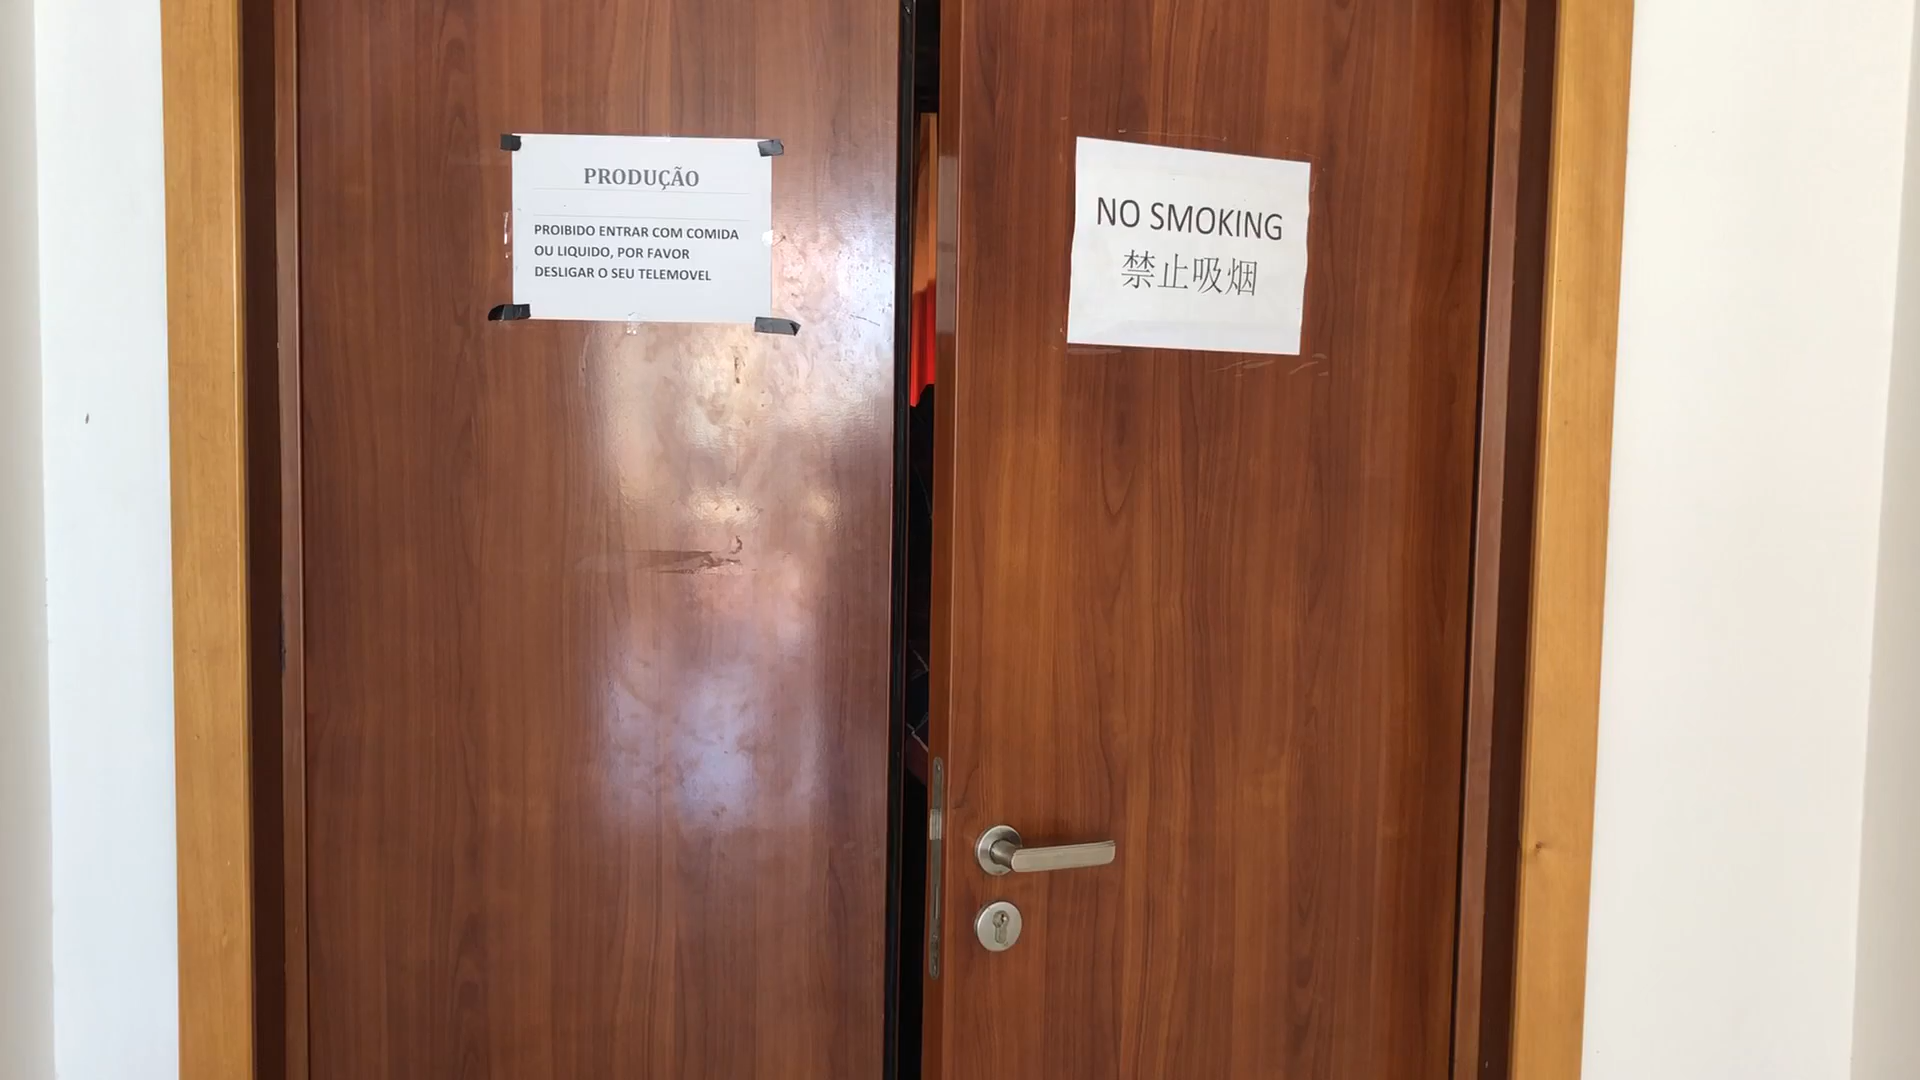 PRODUÇÃO
PROIBIDO ENTRAR COM COMIDA
OU LIQUIDO, POR FAVOR
DESLIGAR O SEU TELEMOVEL
NO SMOKING
禁止吸烟